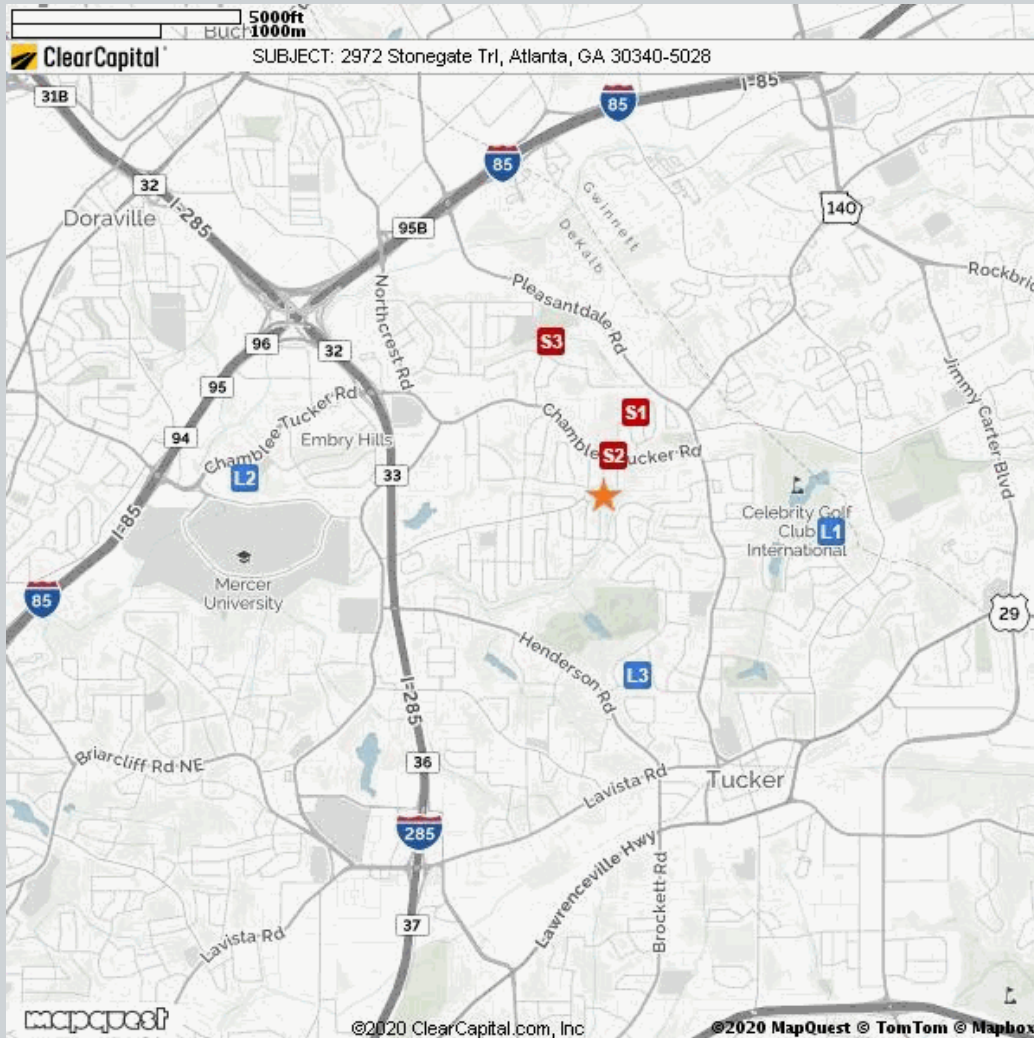 5000ft
1000m
ClearCapital
SUBJECT: 2972 Stonegate Trl, Atlanta, GA 30340-5028
31B
I-85
85
85
32
I-285
140
Doraville
95B
Gwinnett
DeKalb
Pleasantdale Rd
Northcrest Rd
Jimmy Carter Blvd
96
32
S3
95
Chamblee Tucker Rd
S1
94
Embry Hills
S2
Tucker Rd
L2
33
Celebrity Golf
Club
International
L1
I-85
Mercer
University
85
29
Henderson Rd
L3
I-285
Briarcliff Rd NE
36
Lavista Rd
Tucker
285
Lawrenceville Hwy
Brockett Rd
37
Lavista Rd
mapquest
©2020 ClearCapital.com, Inc
©2020 MapQuest © TomTom © Mapbox